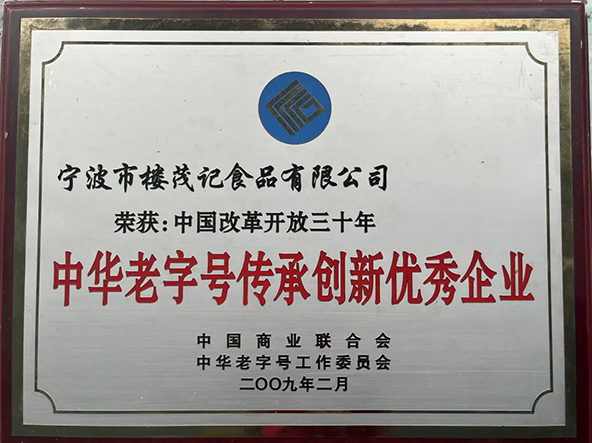 宁波市楼茂记食品有限公司
荣获:中国改革开放三十年
中华老字号传承创新优秀企业
中国商业联合会
中华老字号工作委员会
二〇〇九年二月